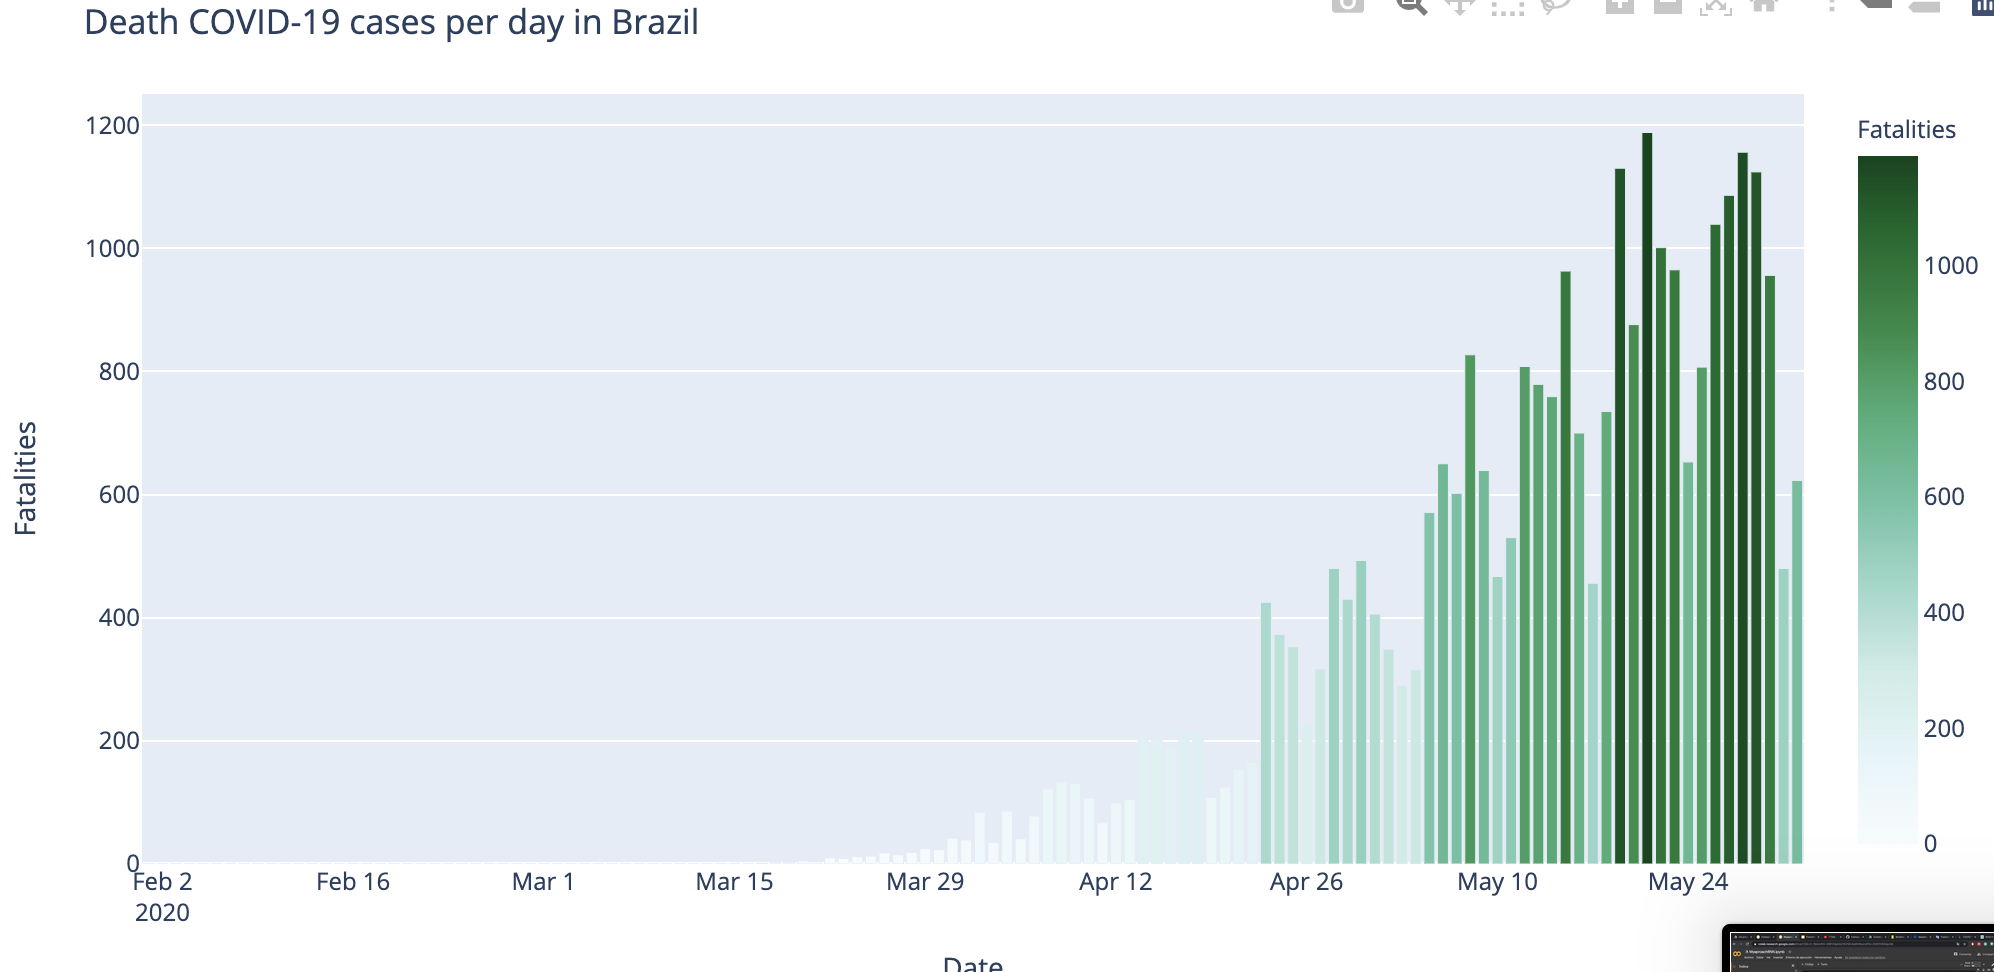 Death COVID-19 cases per day in Brazil
Fatalities
1200
1000
800
600
400
200
0
Feb 2
2020
Feb 16
Mar 1
Mar 15
Mar 29
Apr 12
Apr 26
May 10
May 24
Date
Fatalities
1000
800
600
400
200
0